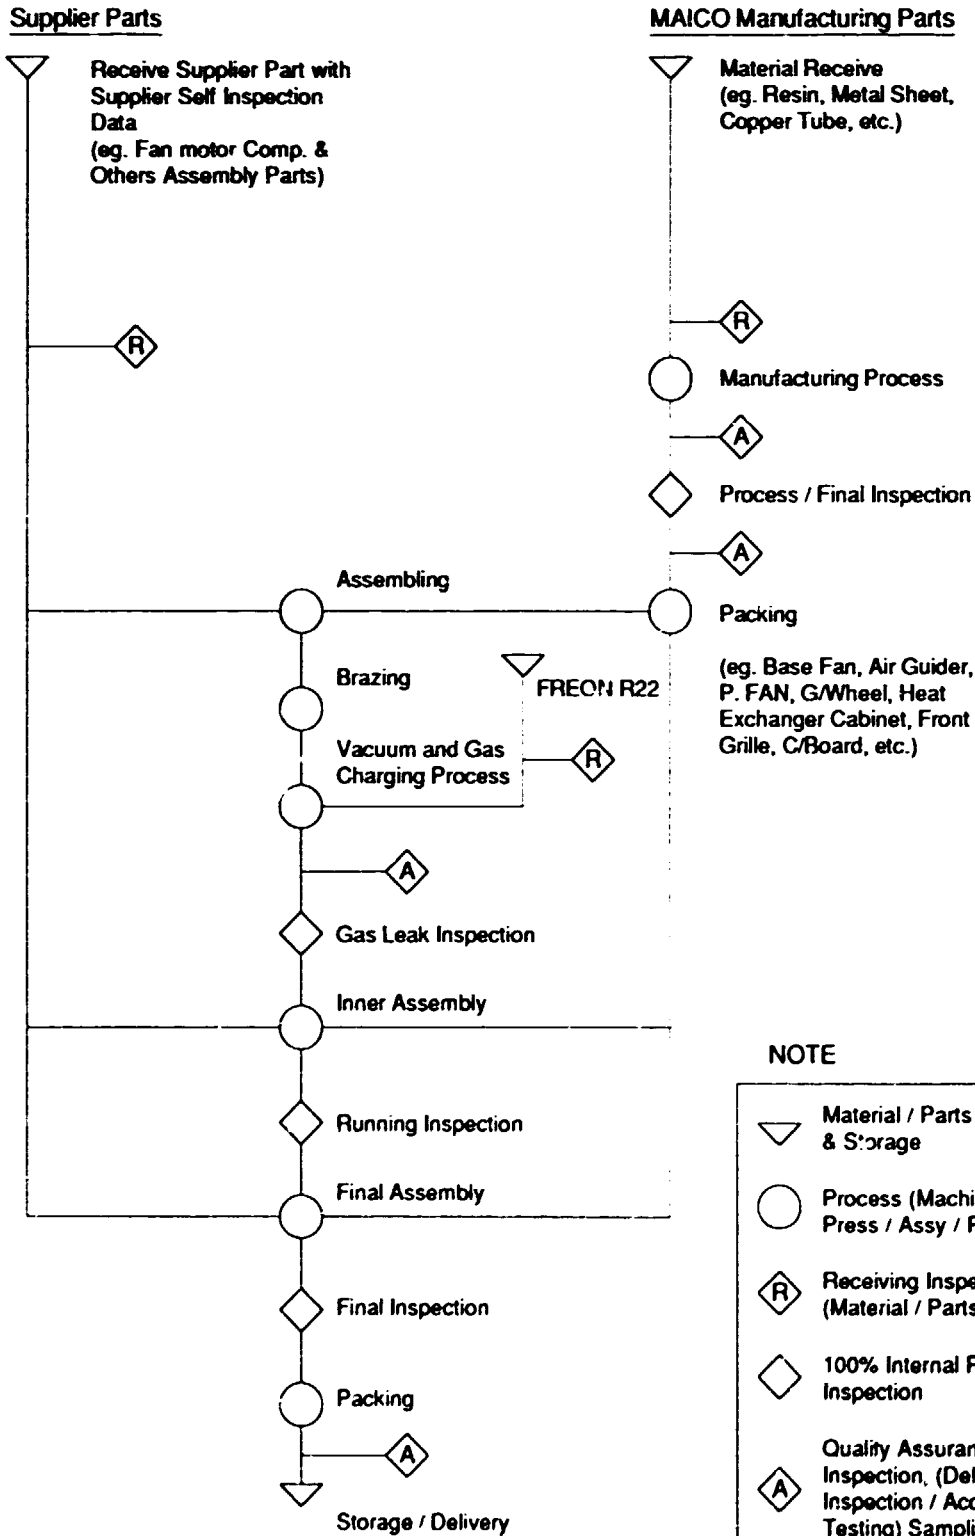 Supplier Parts
Receive Supplier Part with
Supplier Self Inspection
Data
(eg. Fan motor Comp. &
Others Assembly Parts)
R
MAICO Manufacturing Parts
Material Receive
(eg. Resin, Metal Sheet,
Copper Tube, etc.)
R
Manufacturing Process
A
Process / Final Inspection
A
Packing
(eg. Base Fan, Air Guider,
P. FAN, G/Wheel, Heat
Exchanger Cabinet, Front
Grille, C/Board, etc.)
Assembling
Brazing
FREON R22
Vacuum and Gas
Charging Process
R
A
Gas Leak Inspection
Inner Assembly
Running Inspection
Final Assembly
Final Inspection
Packing
A
Storage / Delivery
NOTE
Material / Parts
& Storage
Process (Machi
Press / Assy /
R
Receiving Inspe
(Material / Parts
100% Internal
Inspection
A
Quality Assuran
Inspection, (Del
Inspection / Acc
Testing) Sampli